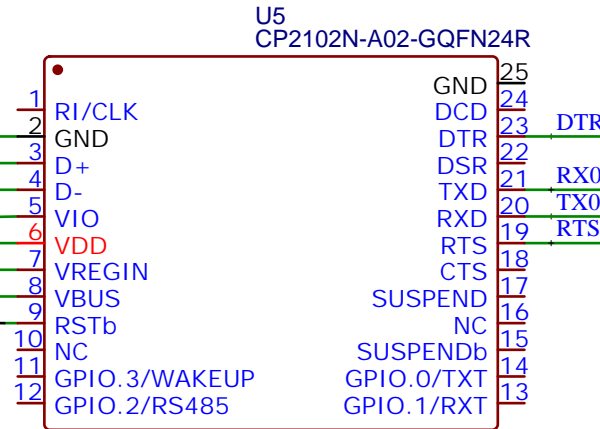 U5
CP2102N-A02-GQFN24R
1 RI/CLK
2 GND
3 D+
4 D-
5 VIO
6 VDD
7 VREGIN
8 VBUS
9 RSTb
10 NC
11 GPIO.3/WAKEUP
12 GPIO.2/RS485
GND 25
DCD 24
DTR 23 DTR
DSR 22
TXD 21 RX0
RXD 20 TX0
RTS 19 RTS
CTS 18
SUSPEND 17
NC 16
SUSPENDb 15
GPIO.0/TXT 14
GPIO.1/RXT 13